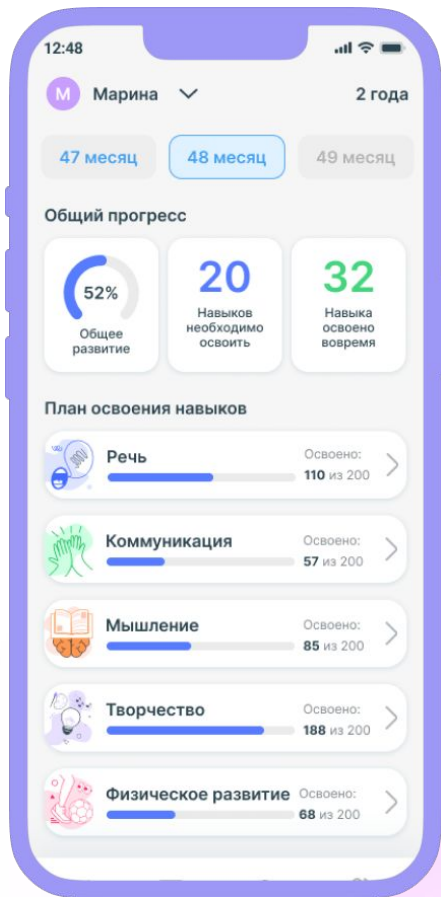 12:48
М Марина 2 года
47 месяц 48 месяц 49 месяц
Общий прогресс
52% 20 32
Общее развитие
Навыков необходимо освоить
Навыка освоено вовремя
План освоения навыков
Речь Освоено:
110 из 200
Коммуникация Освоено:
57 из 200
Мышление Освоено:
85 из 200
Творчество Освоено:
188 из 200
Физическое развитие Освоено:
68 из 200